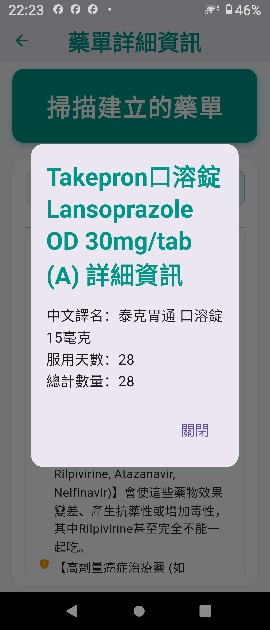 22:23
46%
藥單詳細資訊
掃描建立的藥單
Takepron口溶錠
Lansoprazole
OD 30mg/tab
(A) 詳細資訊
中文譯名：泰克胃通 口溶錠
15毫克
服用天數：28
總計數量：28
關閉
Rilpivirine, Atazanavir,
Nelfinavir)】會使這些藥物效果
變差、產生抗藥性或增加毒性，
其中Rilpivirine甚至完全不能一
起吃。
【高劑量癌症治療藥 (如